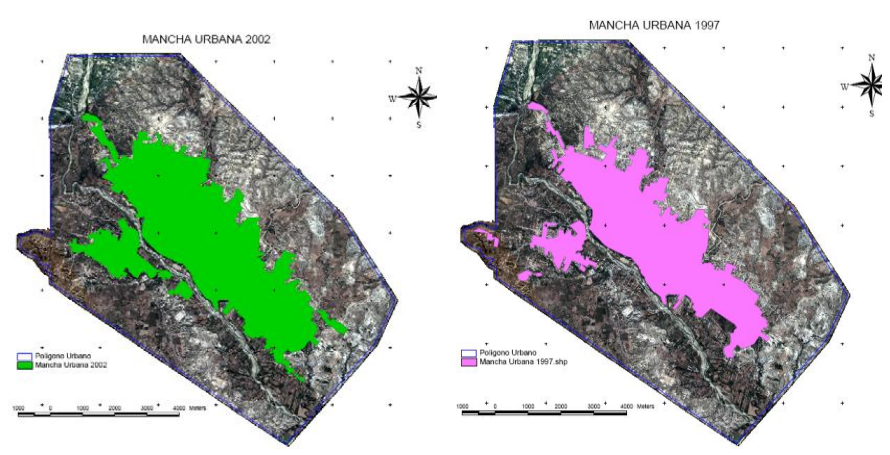 MANCHA URBANA 2002
N
W
S
Poligono Urbano
Mancha Urbana 2002
1000 0 1000 2000 3000 4000 Meters
MANCHA URBANA 1997
N
W
S
Poligono Urbano
Mancha Urbana 1997.shp
1000 0 1000 2000 3000 4000 Meters